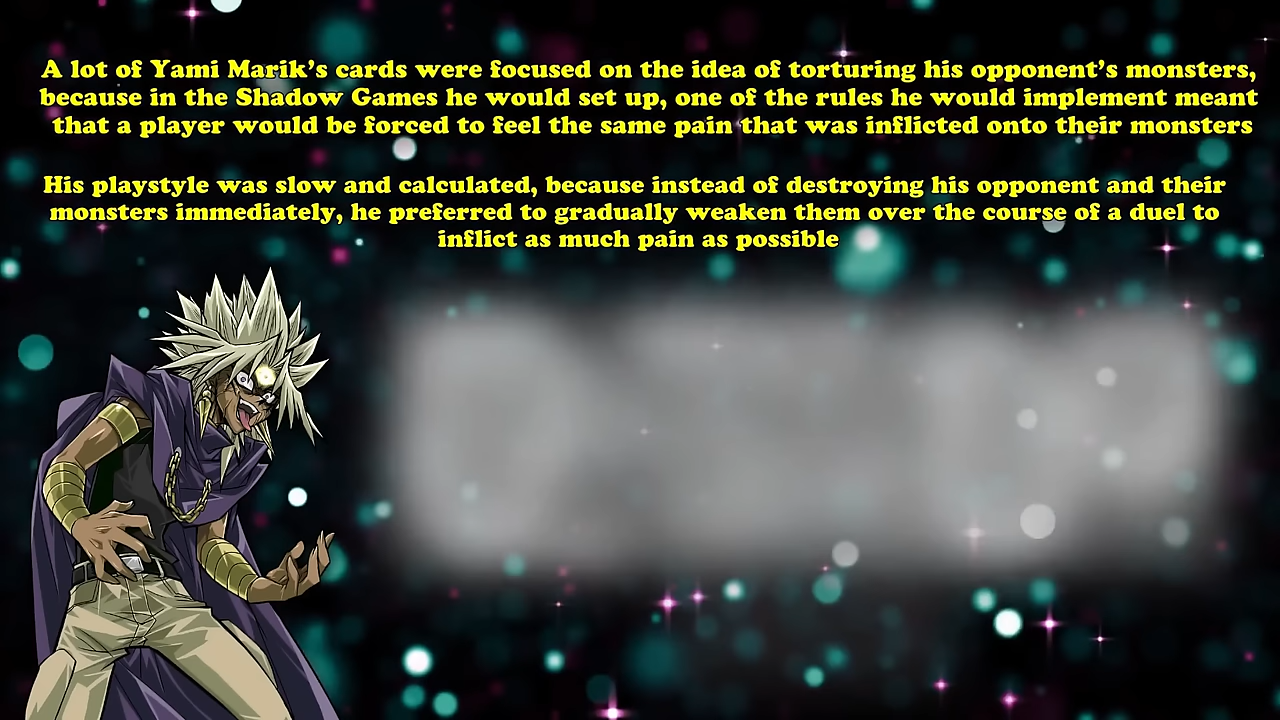 A lot of Yami Marik’s cards were focused on the idea of torturing his opponent’s monsters,
because in the Shadow Games he would set up, one of the rules he would implement meant
that a player would be forced to feel the same pain that was inflicted onto their monsters
His playstyle was slow and calculated, because instead of destroying his opponent and their
monsters immediately, he preferred to gradually weaken them over the course of a duel to
inflict as much pain as possible